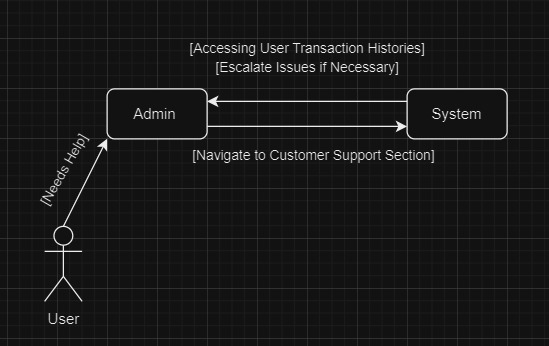 [Accessing User Transaction Histories]
[Escalate Issues if Necessary]
Admin
System
[Navigate to Customer Support Section]
[Needs Help]
User